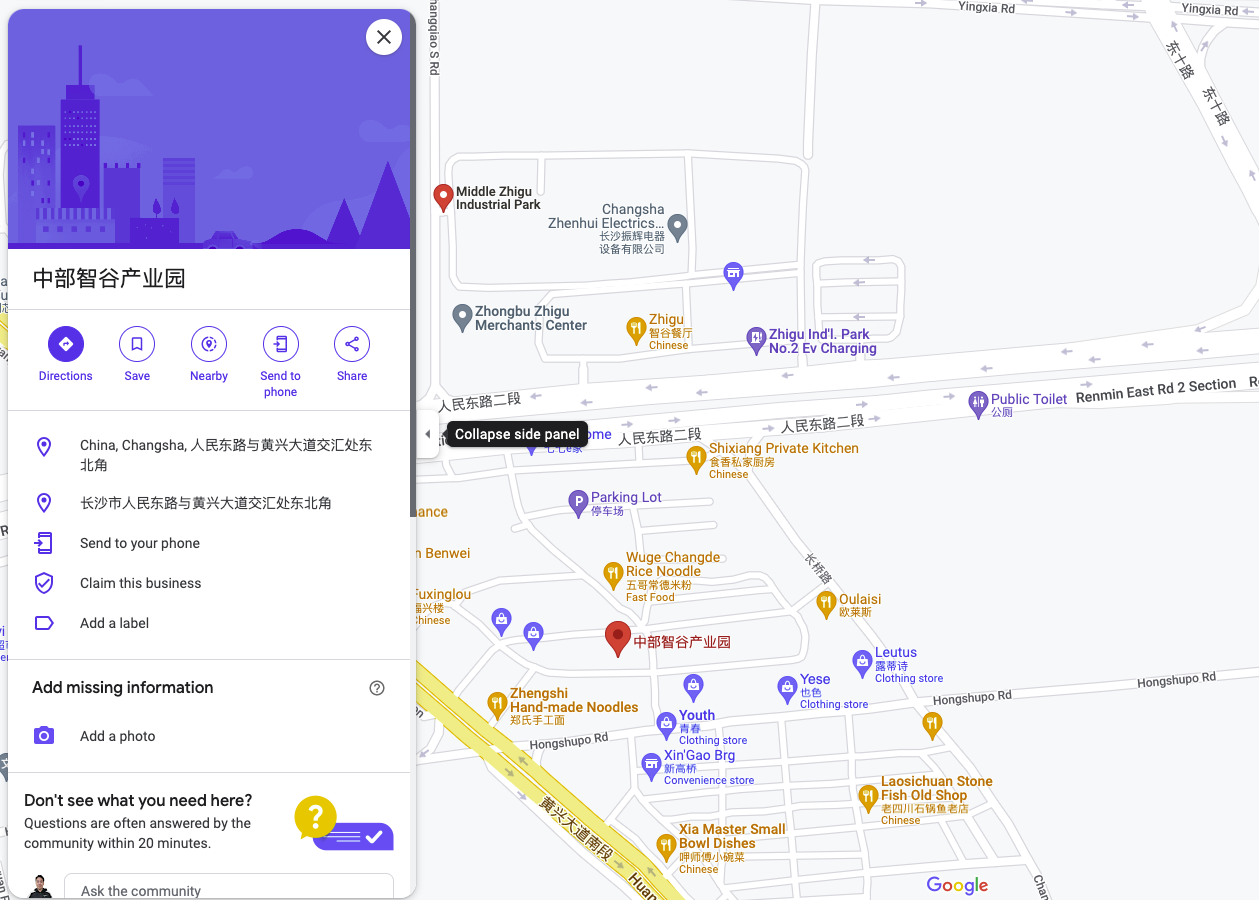 中部智谷产业园
Directions
Save
Nearby
Send to
phone
Share
China, Changsha, 人民东路与黄兴大道交汇处东
北角
长沙市人民东路与黄兴大道交汇处东北角
Send to your phone
Claim this business
Add a label
Add missing information
Add a photo
Don't see what you need here?
Questions are often answered by the
community within 20 minutes.
?
Ask the community
Collapse side panel
S Rd
Yingxia Rd
Yingxia Rd
东十路
东十路
Middle Zhigu
Industrial Park
Changsha
Zhenhui Electrics...
长沙振辉电器
设备有限公司
Zhongbu Zhigu
Merchants Center
Zhigu
智谷餐厅
Chinese
Zhigu Ind'l. Park
No.2 Ev Charging
人民东路二段
人民东路二段
人民东路二段
Public Toilet
公厕
Renmin East Rd 2 Section
ome
Shixiang Private Kitchen
食香私家厨房
Chinese
P
Parking Lot
停车场
ance
n Benwei
Wuge Changde
Rice Noodle
五哥常德米粉
Fast Food
长桥路
Fuxinglou
福兴楼
Chinese
Oulaisi
欧莱斯
中部智谷产业园
Leutus
露蒂诗
Clothing store
Yese
也色
Clothing store
Hongshupo Rd
Hongshupo Rd
Zhengshi
Hand-made Noodles
郑氏手工面
Youth
青春
Clothing store
Hongshupo Rd
Xin'Gao Brg
新高桥
Convenience store
Laosichuan Stone
Fish Old Shop
老四川石锅鱼老店
Chinese
黄兴大道南段
Xia Master Small
Bowl Dishes
呷师傅小碗菜
Chinese
Huan
Chan
Google